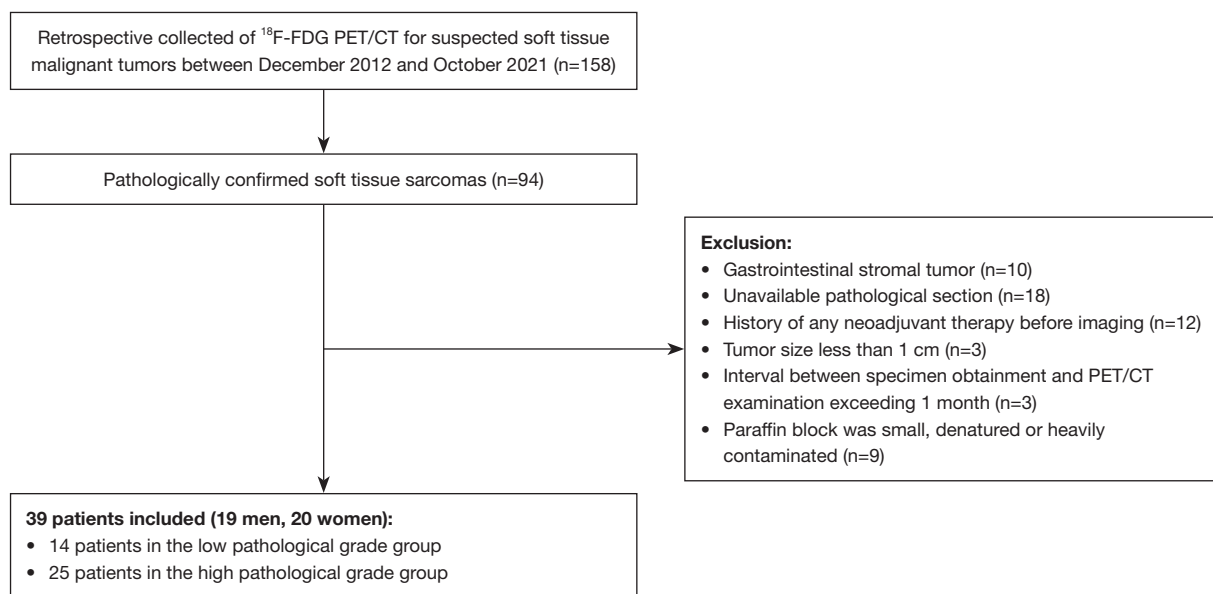 Retrospective collected of ¹⁸F-FDG PET/CT for suspected soft tissue
malignant tumors between December 2012 and October 2021 (n=158)
Pathologically confirmed soft tissue sarcomas (n=94)
Exclusion:
• Gastrointestinal stromal tumor (n=10)
• Unavailable pathological section (n=18)
• History of any neoadjuvant therapy before imaging (n=12)
• Tumor size less than 1 cm (n=3)
• Interval between specimen obtainment and PET/CT
examination exceeding 1 month (n=3)
• Paraffin block was small, denatured or heavily
contaminated (n=9)
39 patients included (19 men, 20 women):
• 14 patients in the low pathological grade group
• 25 patients in the high pathological grade group